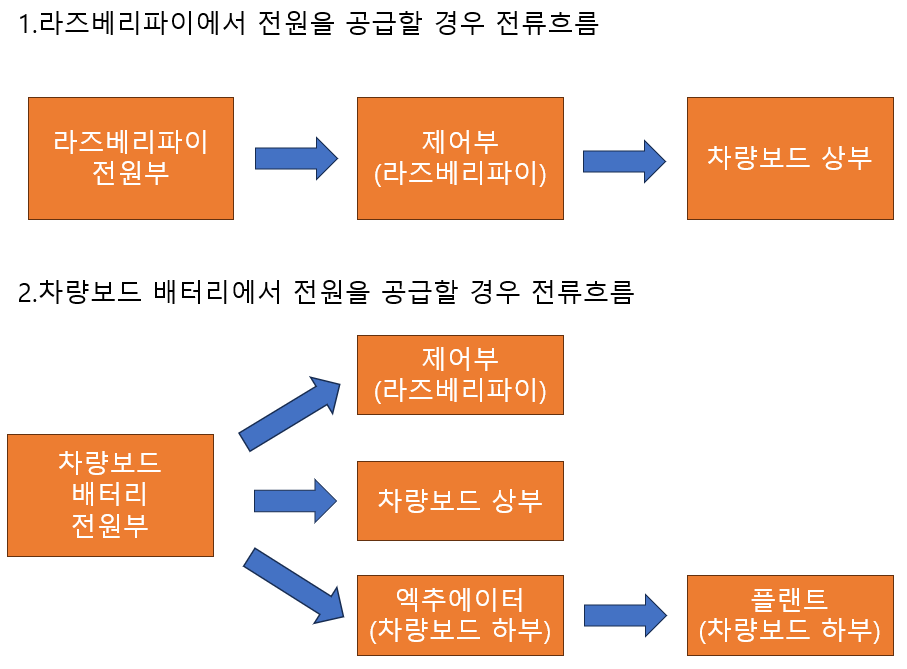 1.라즈베리파이에서 전원을 공급할 경우 전류흐름
라즈베리파이
전원부
제어부
(라즈베리파이)
차량보드 상부
2.차량보드 배터리에서 전원을 공급할 경우 전류흐름
차량보드
배터리
전원부
제어부
(라즈베리파이)
차량보드 상부
엑추에이터
(차량보드 하부)
플랜트
(차량보드 하부)